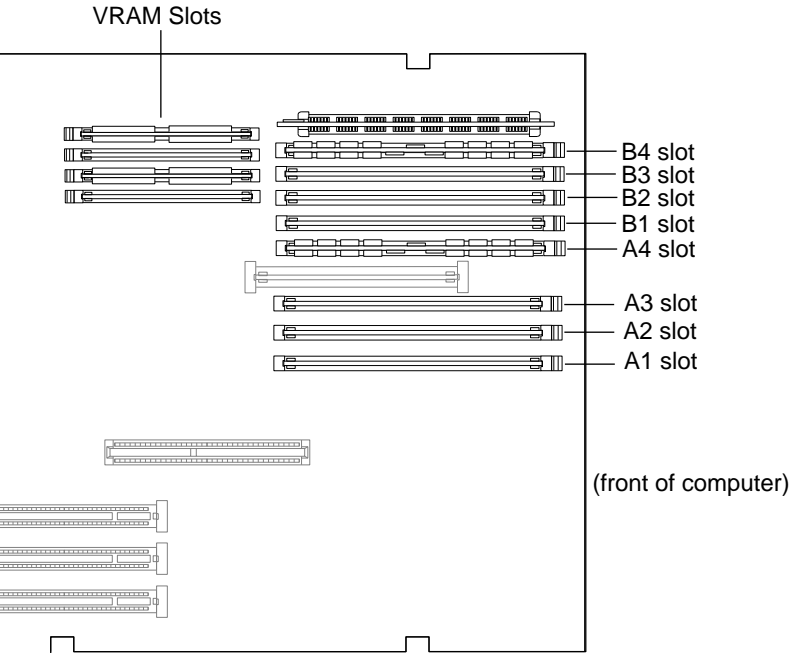 VRAM Slots
B4 slot
B3 slot
B2 slot
B1 slot
A4 slot
A3 slot
A2 slot
A1 slot
(front of computer)